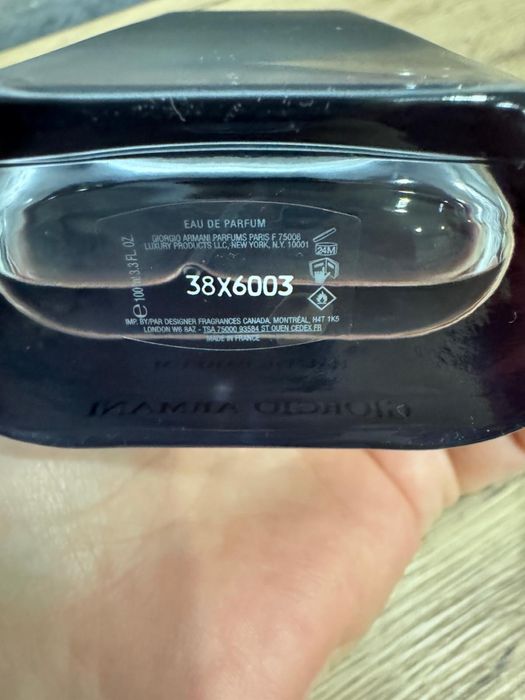 EAU DE PARFUM
GIORGIO ARMANI PARFUMS PARIS F 75008
LUXURY PRODUCTS LLC, NEW YORK, N.Y. 10001
24M
e 100 ml 3.3 FL. OZ
38X6003
IMP. BY/PAR DESIGNER FRAGRANCES CANADA, MONTRÉAL, H4T 1K5
LONDON W6 8AZ - TSA 75000 93584 ST OUEN CEDEX FR
MADE IN FRANCE
GIORGIO ARMANI